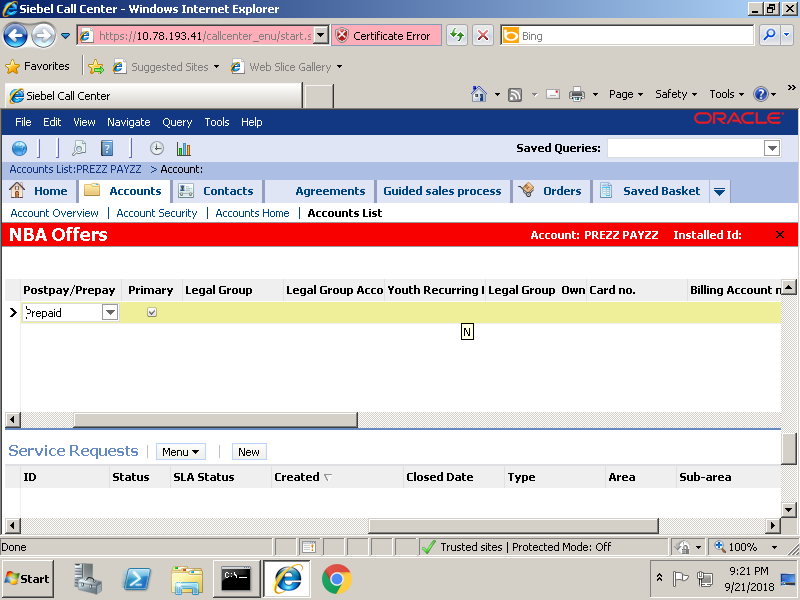 Siebel Call Center - Windows Internet Explorer
https://10.78.193.41/callcenter_enu/start.s
Certificate Error
Bing
Favorites
Suggested Sites
Web Slice Gallery
Siebel Call Center
Page
Safety
Tools
File Edit View Navigate Query Tools Help
ORACLE
Saved Queries:
Accounts List:PREZZ PAYZZ > Account:
Home
Accounts
Contacts
Agreements
Guided sales process
Orders
Saved Basket
Account Overview | Account Security | Accounts Home | Accounts List
NBA Offers
Account: PREZZ PAYZZ Installed Id:
Postpay/Prepay Primary Legal Group Legal Group Acco Youth Recurring Legal Group Own Card no. Billing Account n
Prepaid
N
Service Requests
Menu
New
ID Status SLA Status Created Closed Date Type Area Sub-area
Done
Trusted sites | Protected Mode: Off
100%
Start
9:21 PM
9/21/2018